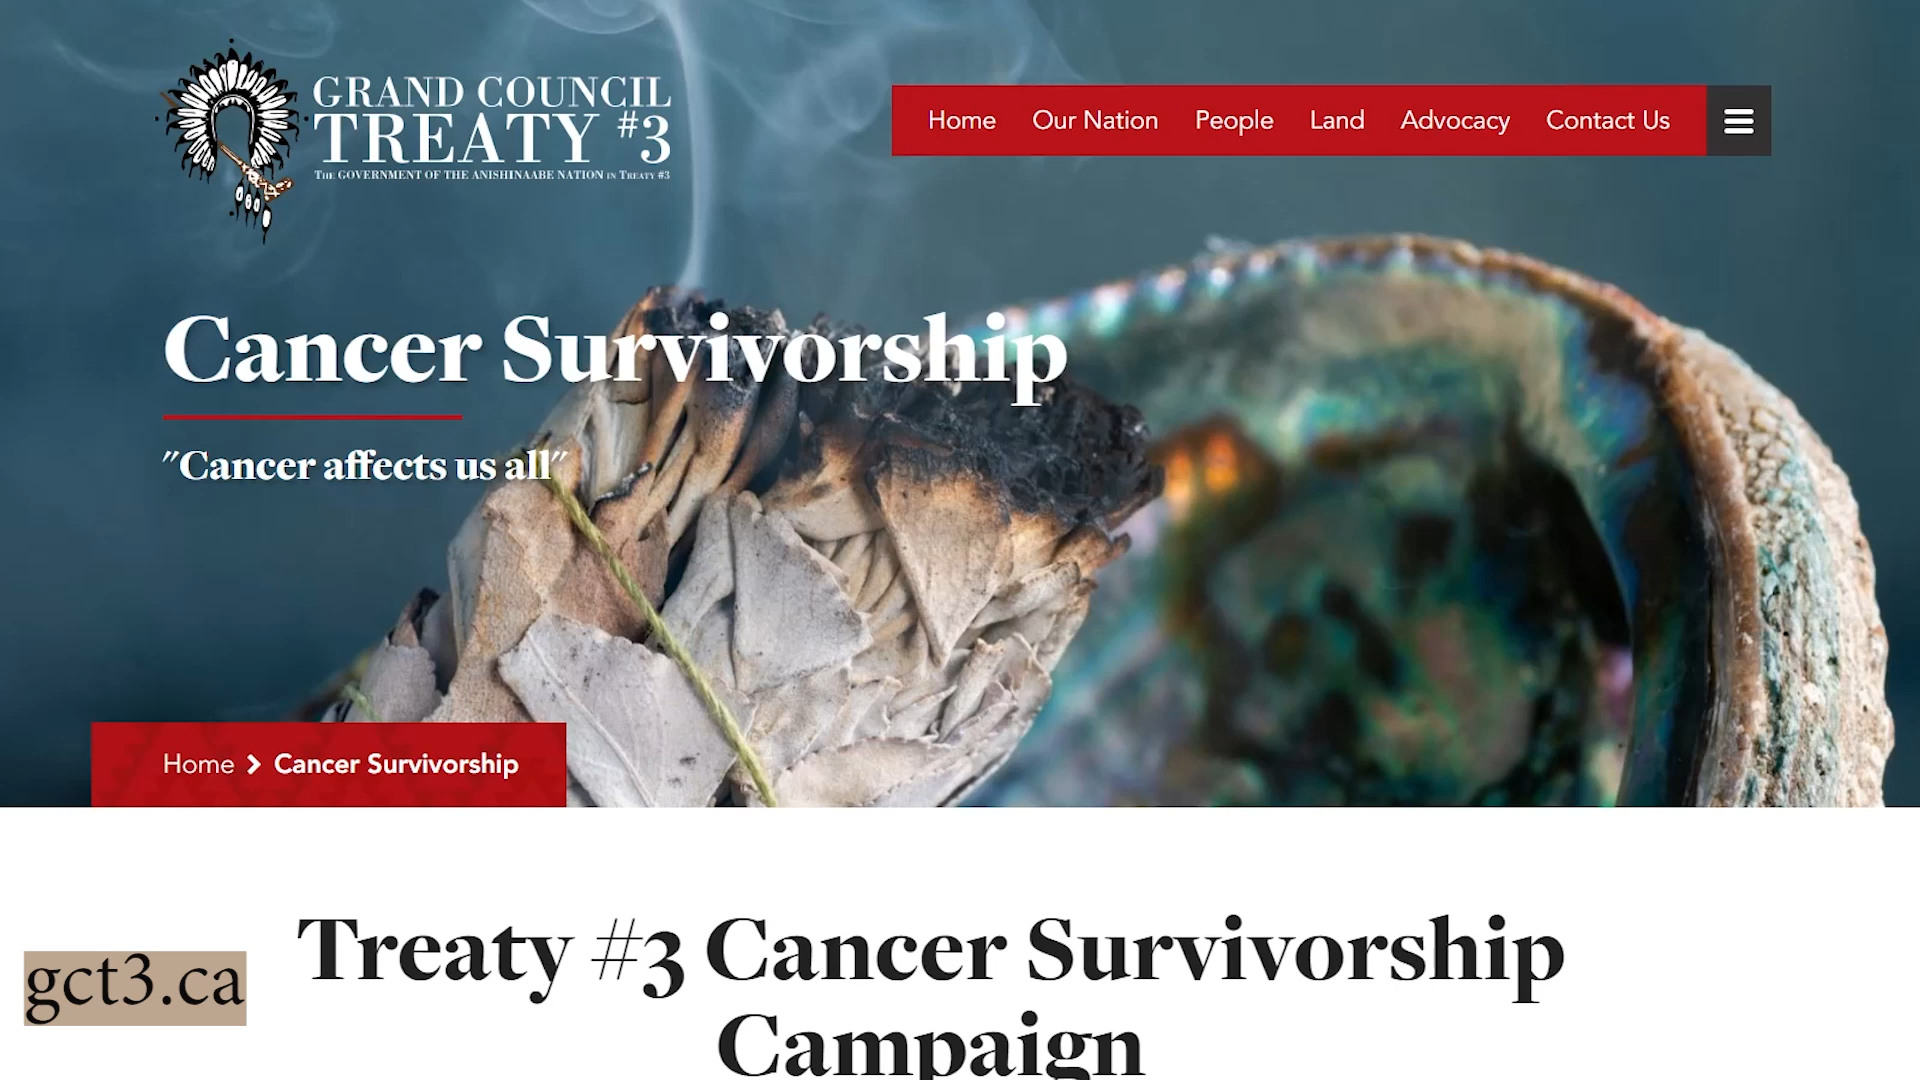 GRAND COUNCIL
TREATY #3
THE GOVERNMENT OF THE ANISHINAABE NATION IN TREATY #3
Home Our Nation People Land Advocacy Contact Us
Cancer Survivorship
"Cancer affects us all"
Home > Cancer Survivorship
Treaty #3 Cancer Survivorship
Campaign
gct3.ca